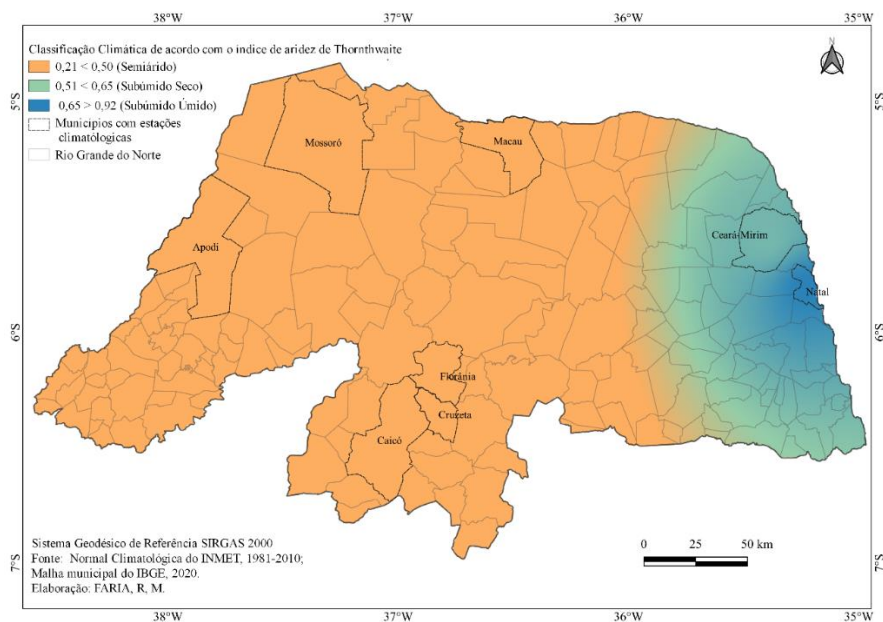 38°W 37°W 36°W 35°W
Classificação Climática de acordo com o índice de aridez de Thornthwaite
0,21 < 0,50 (Semiárido)
0,51 < 0,65 (Subúmido Seco)
0,65 > 0,92 (Subúmido Úmido)
Municípios com estações
climatólogicas
Rio Grande do Norte
N
5°S 5°S
Mossoró
Macau
Apodi
Ceará-Mirim
Natal
6°S 6°S
Florânia
Cruzeta
Caicó
Sistema Geodésico de Referência SIRGAS 2000
Fonte: Normal Climatológica do INMET, 1981-2010;
Malha municipal do IBGE, 2020.
Elaboração: FARIA, R, M.
0 25 50 km
7°S 7°S
38°W 37°W 36°W 35°W